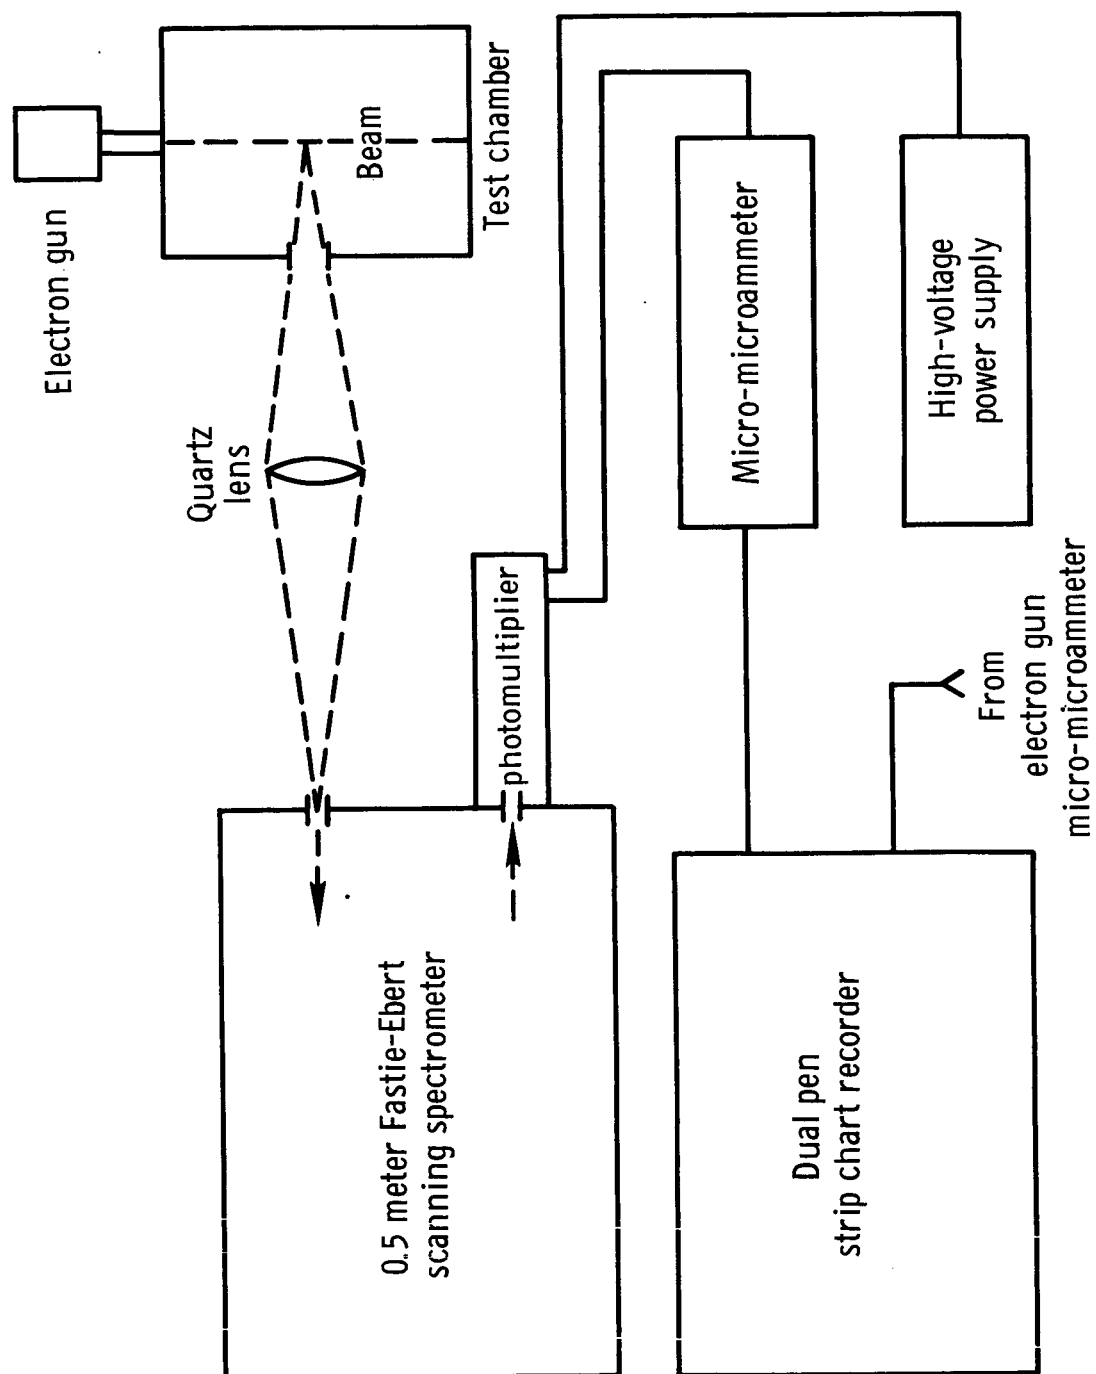 Electron gun
Beam
Test chamber
Quartz
lens
photomultiplier
0.5 meter Fastie-Ebert
scanning spectrometer
Micro-microammeter
High-voltage
power supply
Dual pen
strip chart recorder
From
electron gun
micro-microammeter